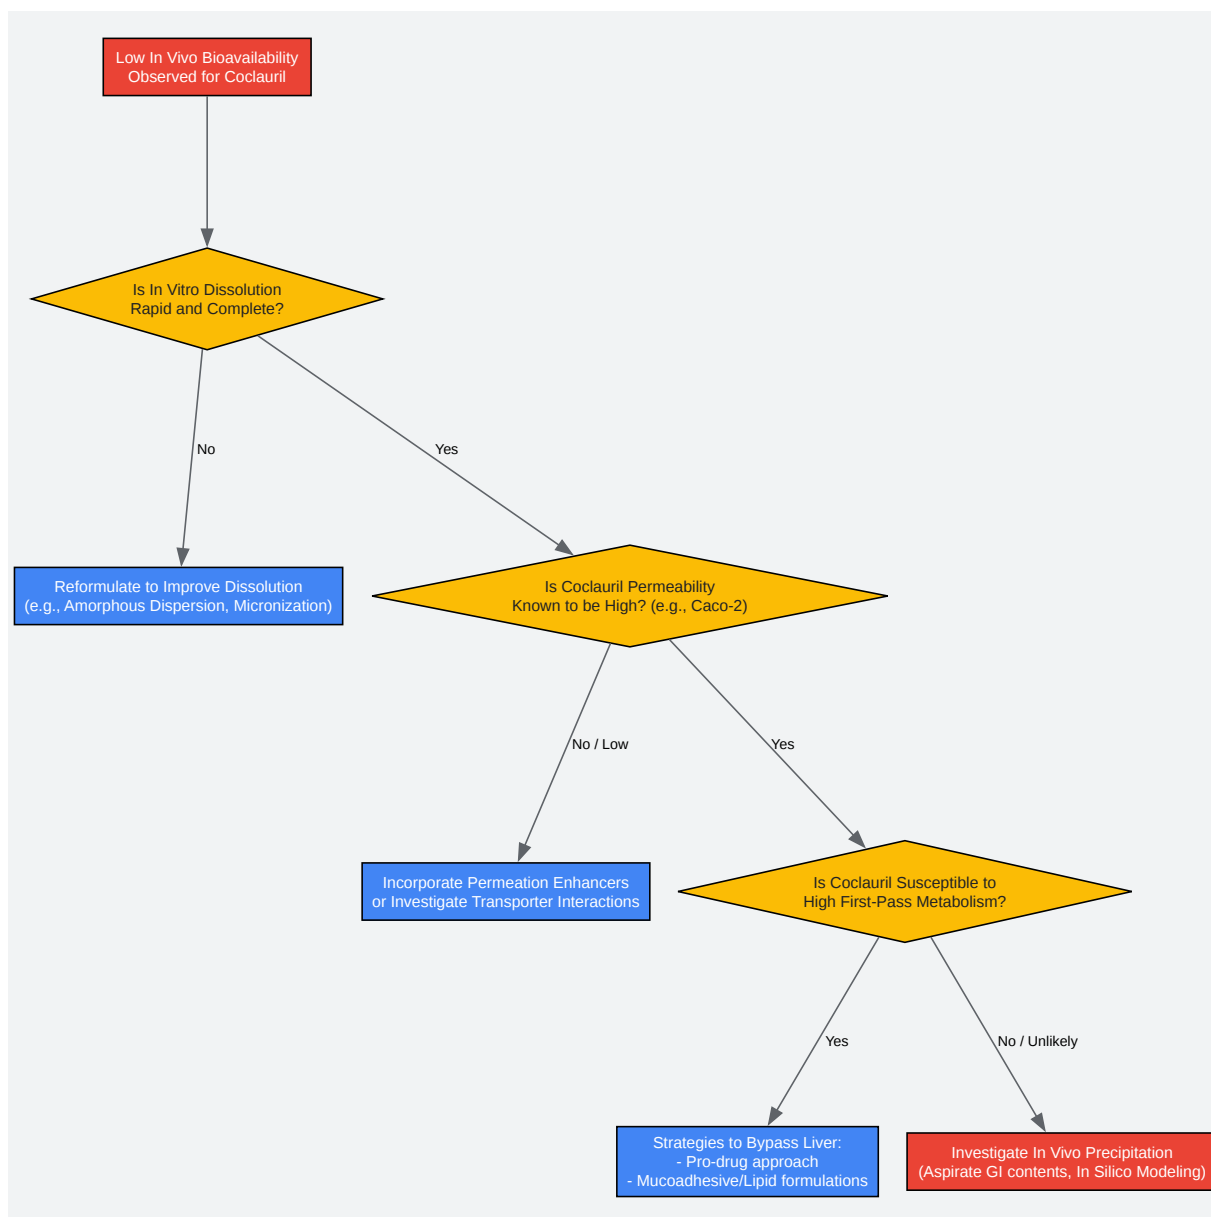 Low In Vivo Bioavailability
Observed for Coclauril
Is In Vitro Dissolution
Rapid and Complete?
No
Yes
Reformulate to Improve Dissolution
(e.g., Amorphous Dispersion, Micronization)
Is Coclauril Permeability
Known to be High? (e.g., Caco-2)
No / Low
Yes
Incorporate Permeation Enhancers
or Investigate Transporter Interactions
Is Coclauril Susceptible to
High First-Pass Metabolism?
Yes
No / Unlikely
Strategies to Bypass Liver:
- Pro-drug approach
- Mucoadhesive/Lipid formulations
Investigate In Vivo Precipitation
(Aspirate GI contents, In Silico Modeling)